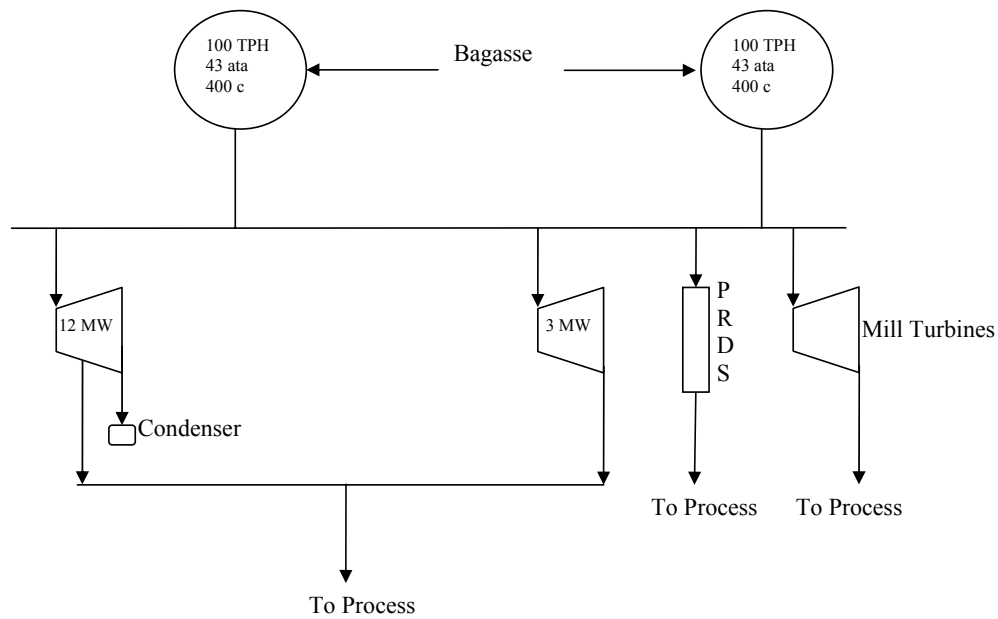 100 TPH
43 ata
400 c
Bagasse
100 TPH
43 ata
400 c
12 MW
3 MW
P
R
D
S
Mill Turbines
Condenser
To Process
To Process
To Process